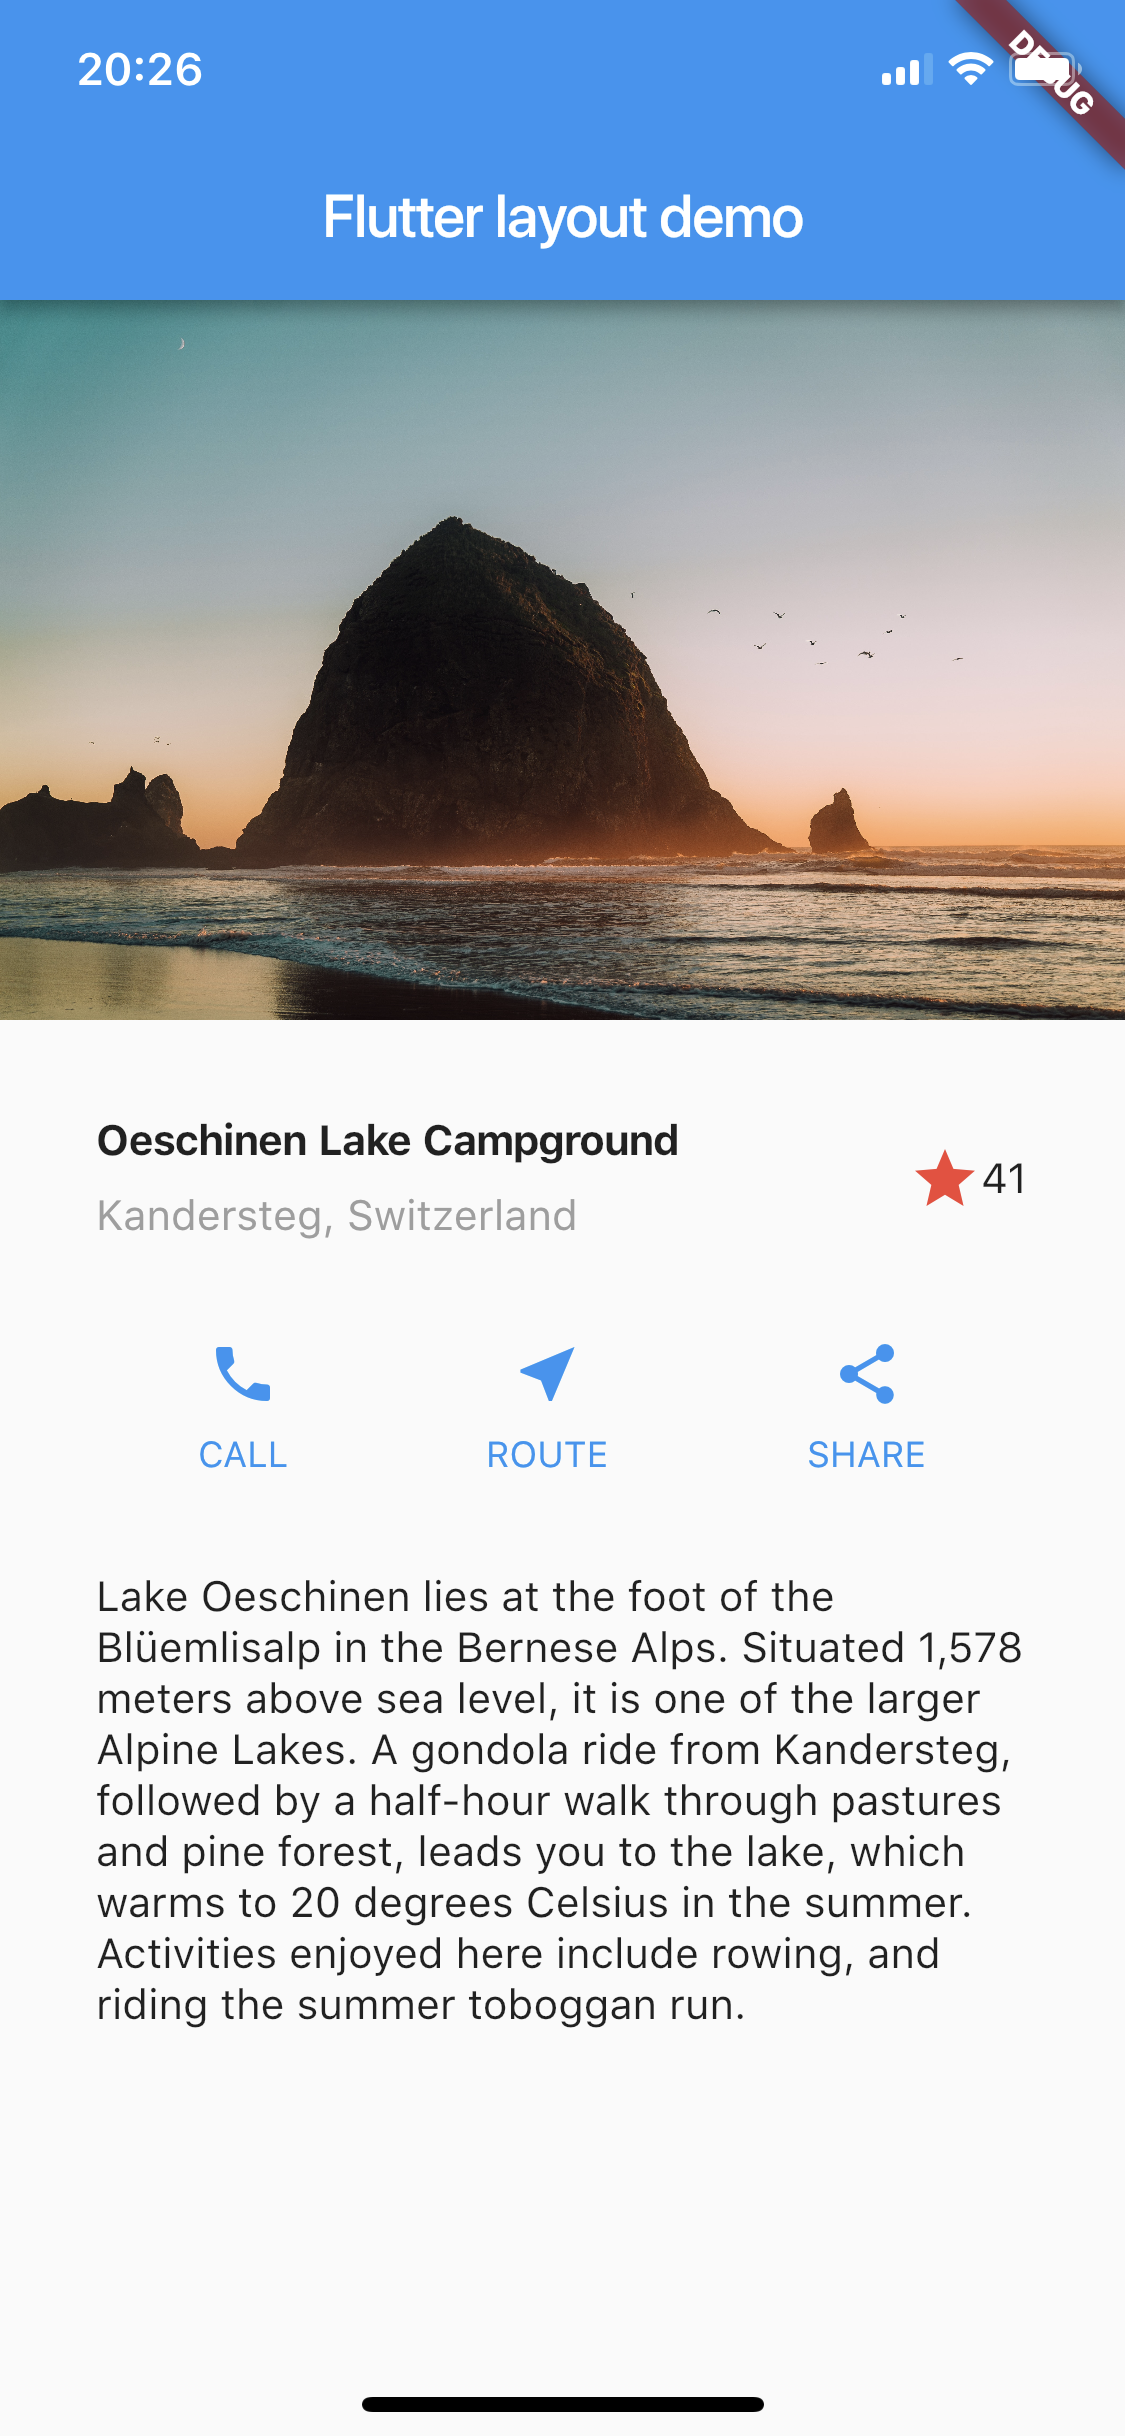 20:26
DEBUG
Flutter layout demo
Oeschinen Lake Campground
Kandersteg, Switzerland
41
CALL
ROUTE
SHARE
Lake Oeschinen lies at the foot of the
Blüemlisalp in the Bernese Alps. Situated 1,578
meters above sea level, it is one of the larger
Alpine Lakes. A gondola ride from Kandersteg,
followed by a half-hour walk through pastures
and pine forest, leads you to the lake, which
warms to 20 degrees Celsius in the summer.
Activities enjoyed here include rowing, and
riding the summer toboggan run.